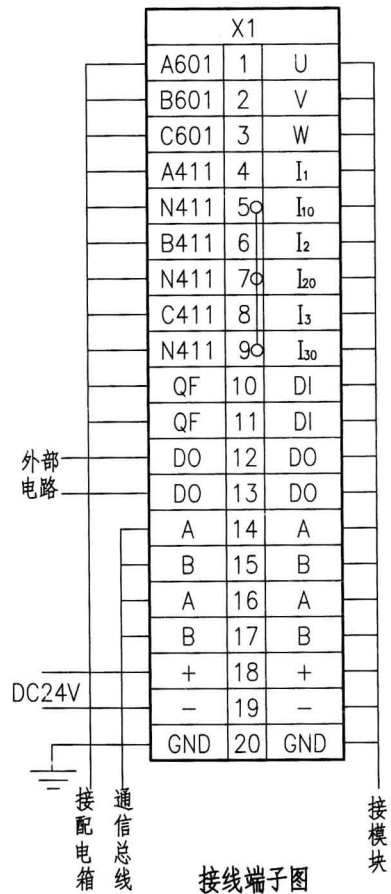 X1
A601 1 U
B601 2 V
C601 3 W
A411 4 I₁
N411 5 I₁₀
B411 6 I₂
N411 7 I₂₀
C411 8 I₃
N411 9 I₃₀
QF 10 DI
QF 11 DI
外部
电路
DO 12 DO
DO 13 DO
A 14 A
B 15 B
A 16 A
B 17 B
DC24V
+ 18 +
− 19 −
GND 20 GND
接配电箱
通信总线
接模块
接线端子图